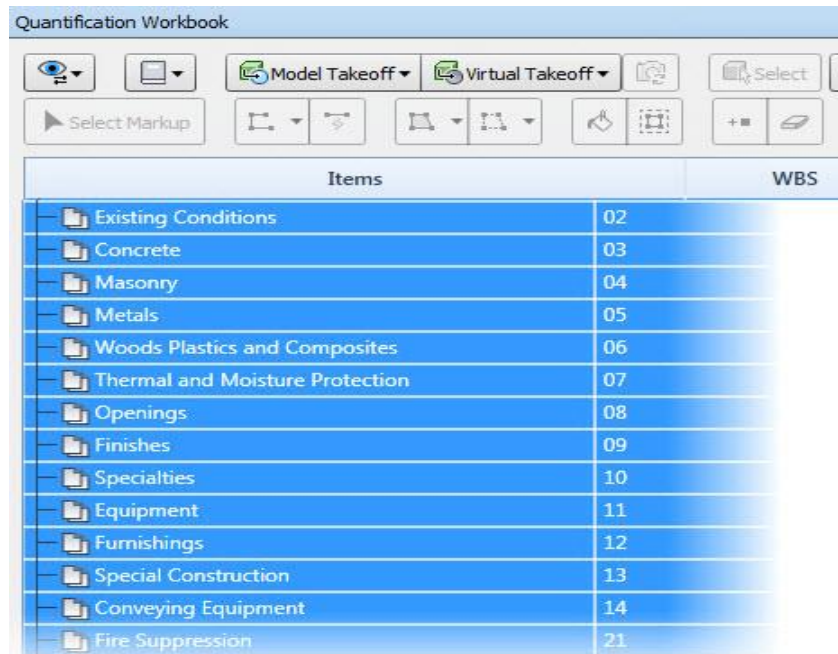 Quantification Workbook
Model Takeoff Virtual Takeoff Select
Select Markup
Items WBS
Existing Conditions 02
Concrete 03
Masonry 04
Metals 05
Woods Plastics and Composites 06
Thermal and Moisture Protection 07
Openings 08
Finishes 09
Specialties 10
Equipment 11
Furnishings 12
Special Construction 13
Conveying Equipment 14
Fire Suppression 21